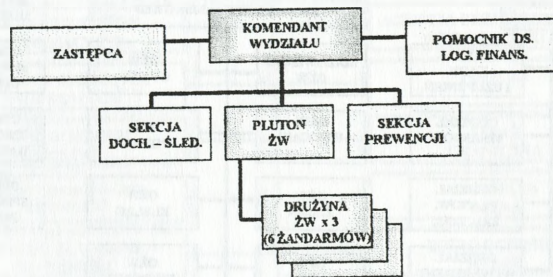 KOMENDANT
WYDZIAŁU
ZASTĘPCA
POMOCNIK DS.
LOG. FINANS.
SEKCJA
DOCH. – ŚLED.
PLUTON
ŻW
SEKCJA
PREWENCJI
DRUŻYNA
ŻW x 3
(6 ŻANDARMÓW)